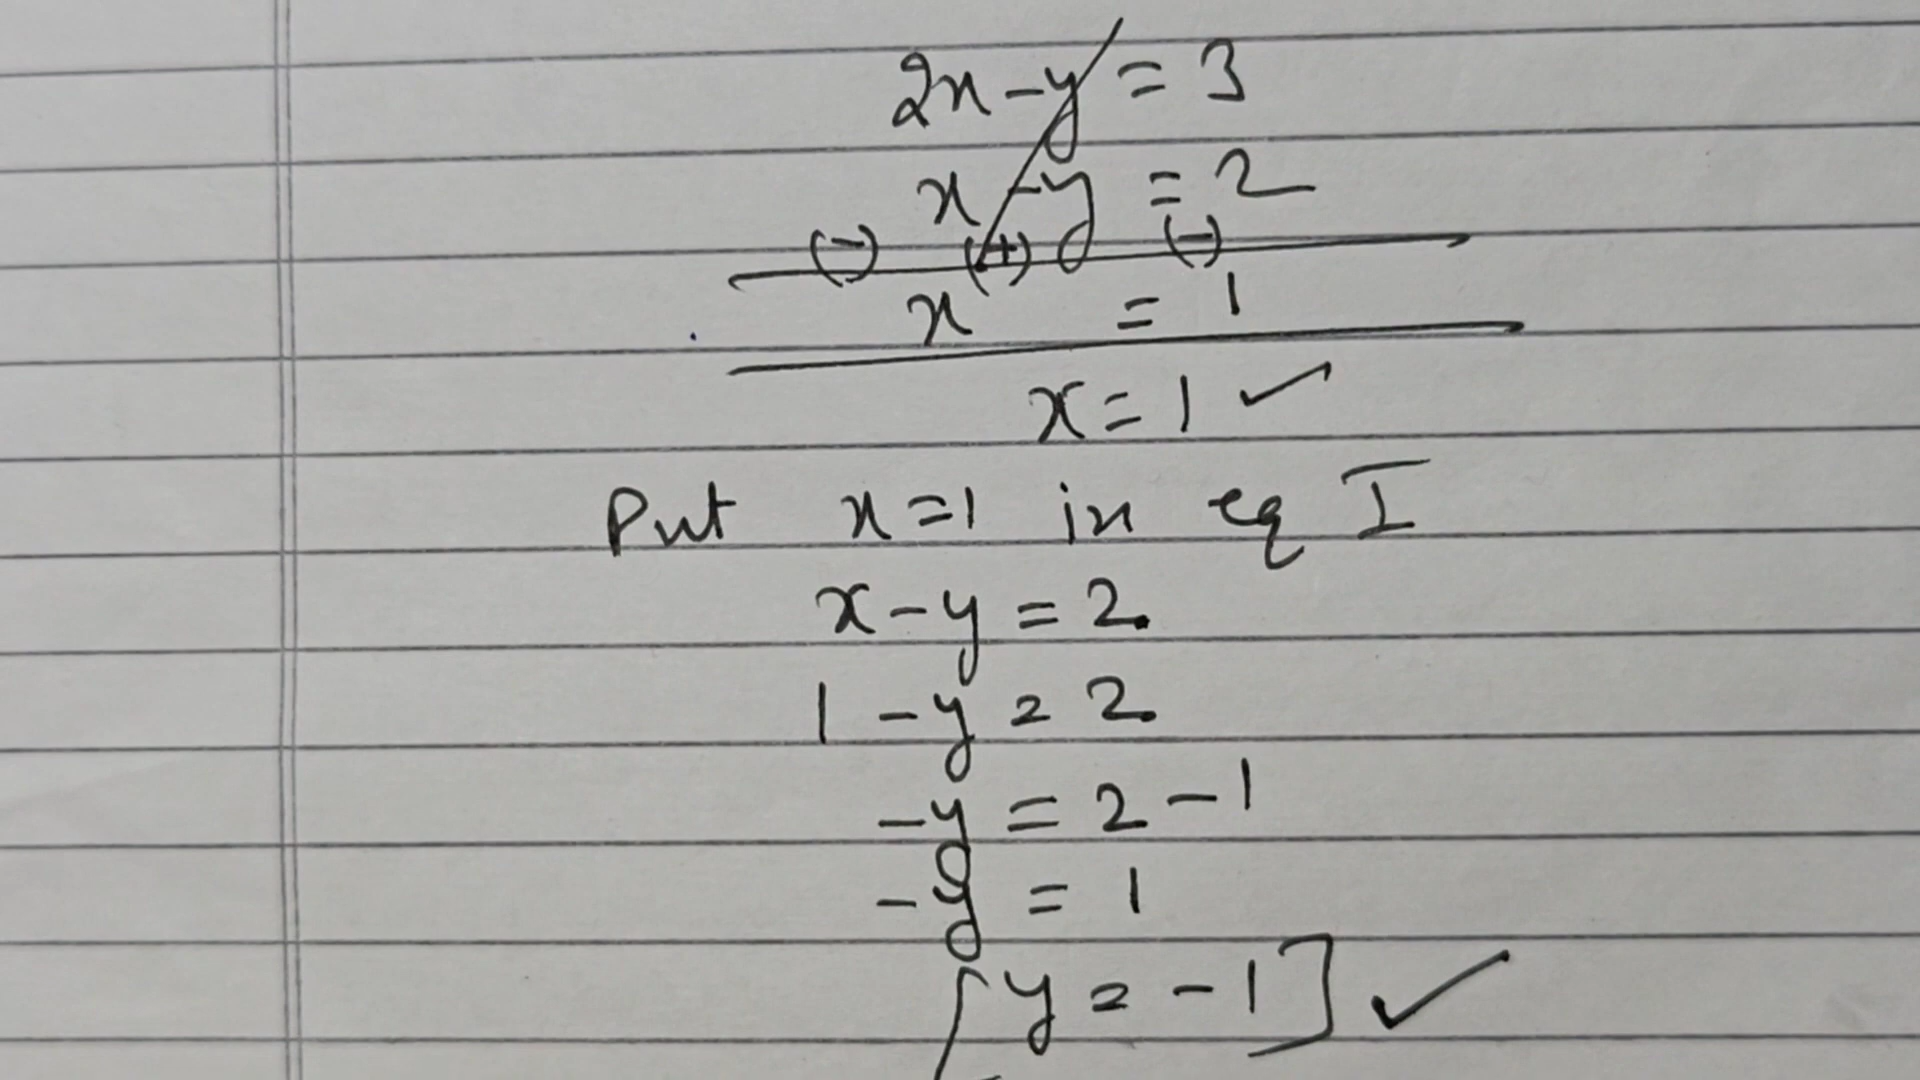 2x - y = 3
x - y = 2
(-) (+) (-)
x = 1
x = 1 ✓
Put x = 1 in eq I
x - y = 2
1 - y = 2
-y = 2 - 1
-y = 1
[y = -1] ✓